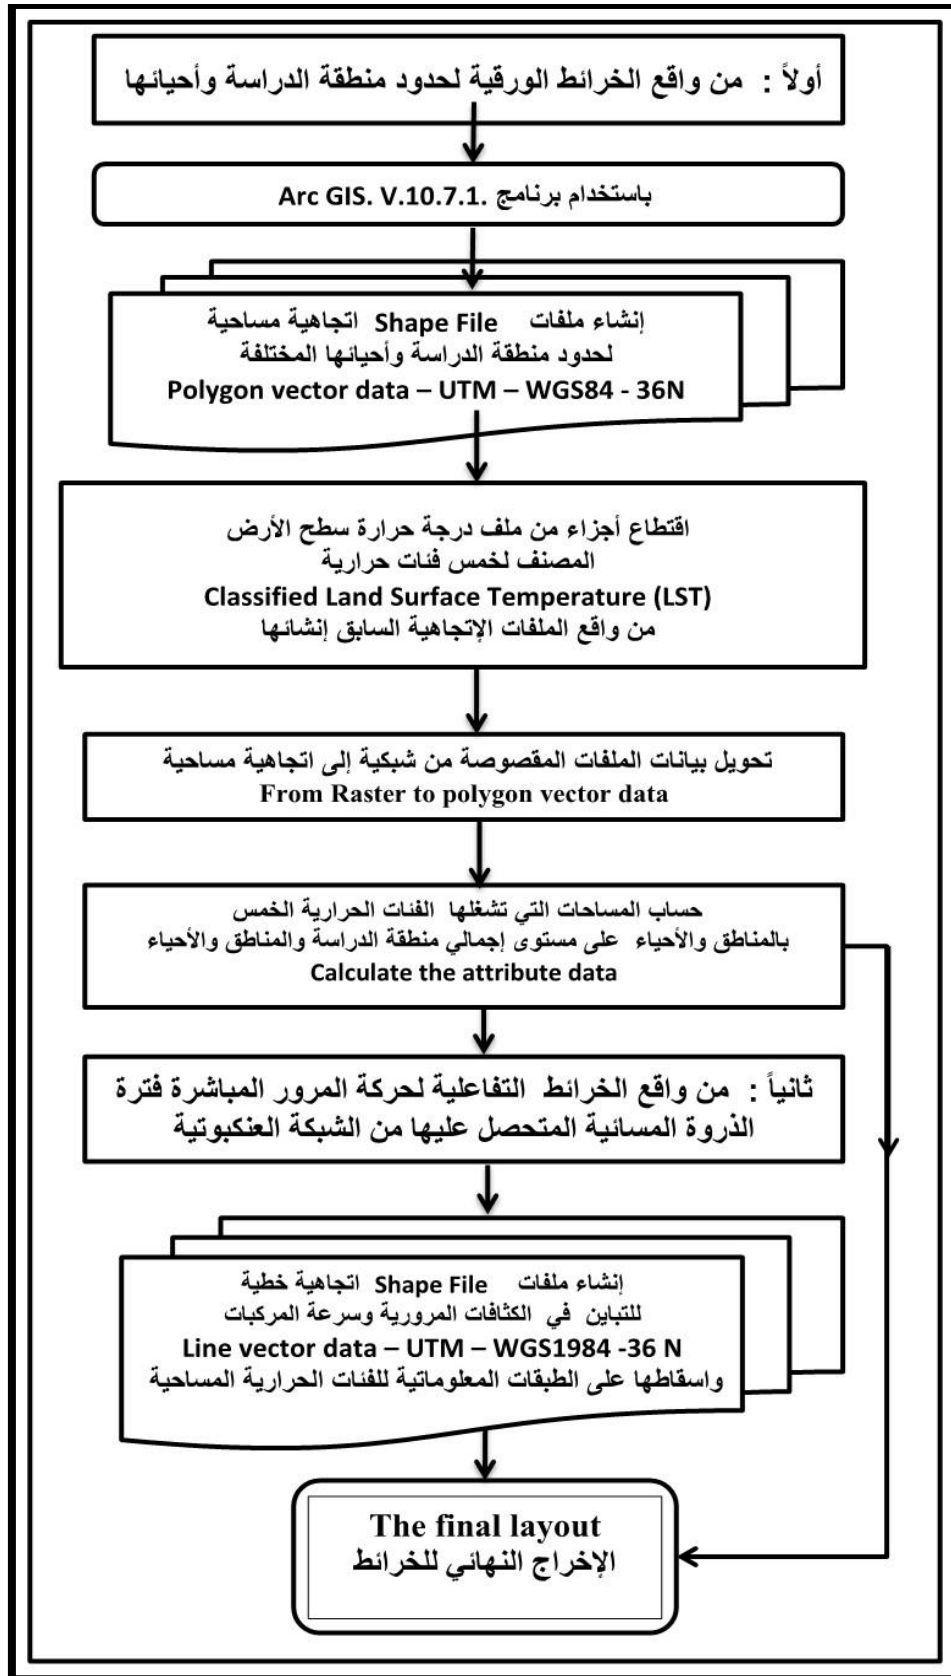 أولاً : من واقع الخرائط الورقية لحدود منطقة الدراسة وأحيائها
باستخدام برنامج Arc GIS. V.10.7.1.
إنشاء ملفات Shape File اتجاهية مساحية
لحدود منطقة الدراسة وأحيائها المختلفة
Polygon vector data – UTM – WGS84 - 36N
اقتطاع أجزاء من ملف درجة حرارة سطح الأرض
المصنف لخمس فئات حرارية
Classified Land Surface Temperature (LST)
من واقع الملفات الإتجاهية السابق إنشائها
تحويل بيانات الملفات المقصوصة من شبكية إلى اتجاهية مساحية
From Raster to polygon vector data
حساب المساحات التي تشغلها الفئات الحرارية الخمس
بالمناطق والأحياء على مستوى إجمالي منطقة الدراسة والمناطق والأحياء
Calculate the attribute data
ثانياً : من واقع الخرائط التفاعلية لحركة المرور المباشرة فترة
الذروة المسائية المتحصل عليها من الشبكة العنكبوتية
إنشاء ملفات Shape File اتجاهية خطية
للتباين في الكثافات المرورية وسرعة المركبات
Line vector data – UTM – WGS1984 -36 N
واسقاطها على الطبقات المعلوماتية للفئات الحرارية المساحية
The final layout
الإخراج النهائي للخرائط